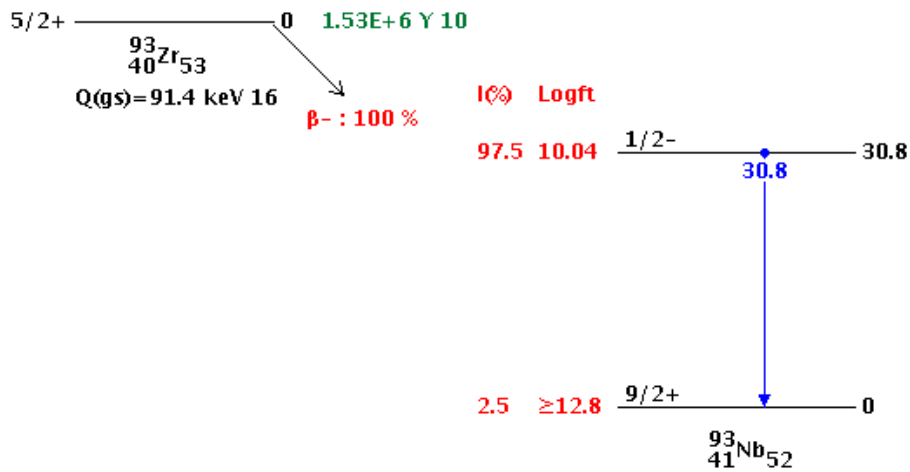 5/2+ 0 1.53E+6 Y 10
93
40Zr53
Q(gs)=91.4 keV 16
β- : 100 %
I(%) Logft
97.5 10.04 1/2- 30.8
30.8
2.5 ≥12.8 9/2+ 0
93
41Nb52